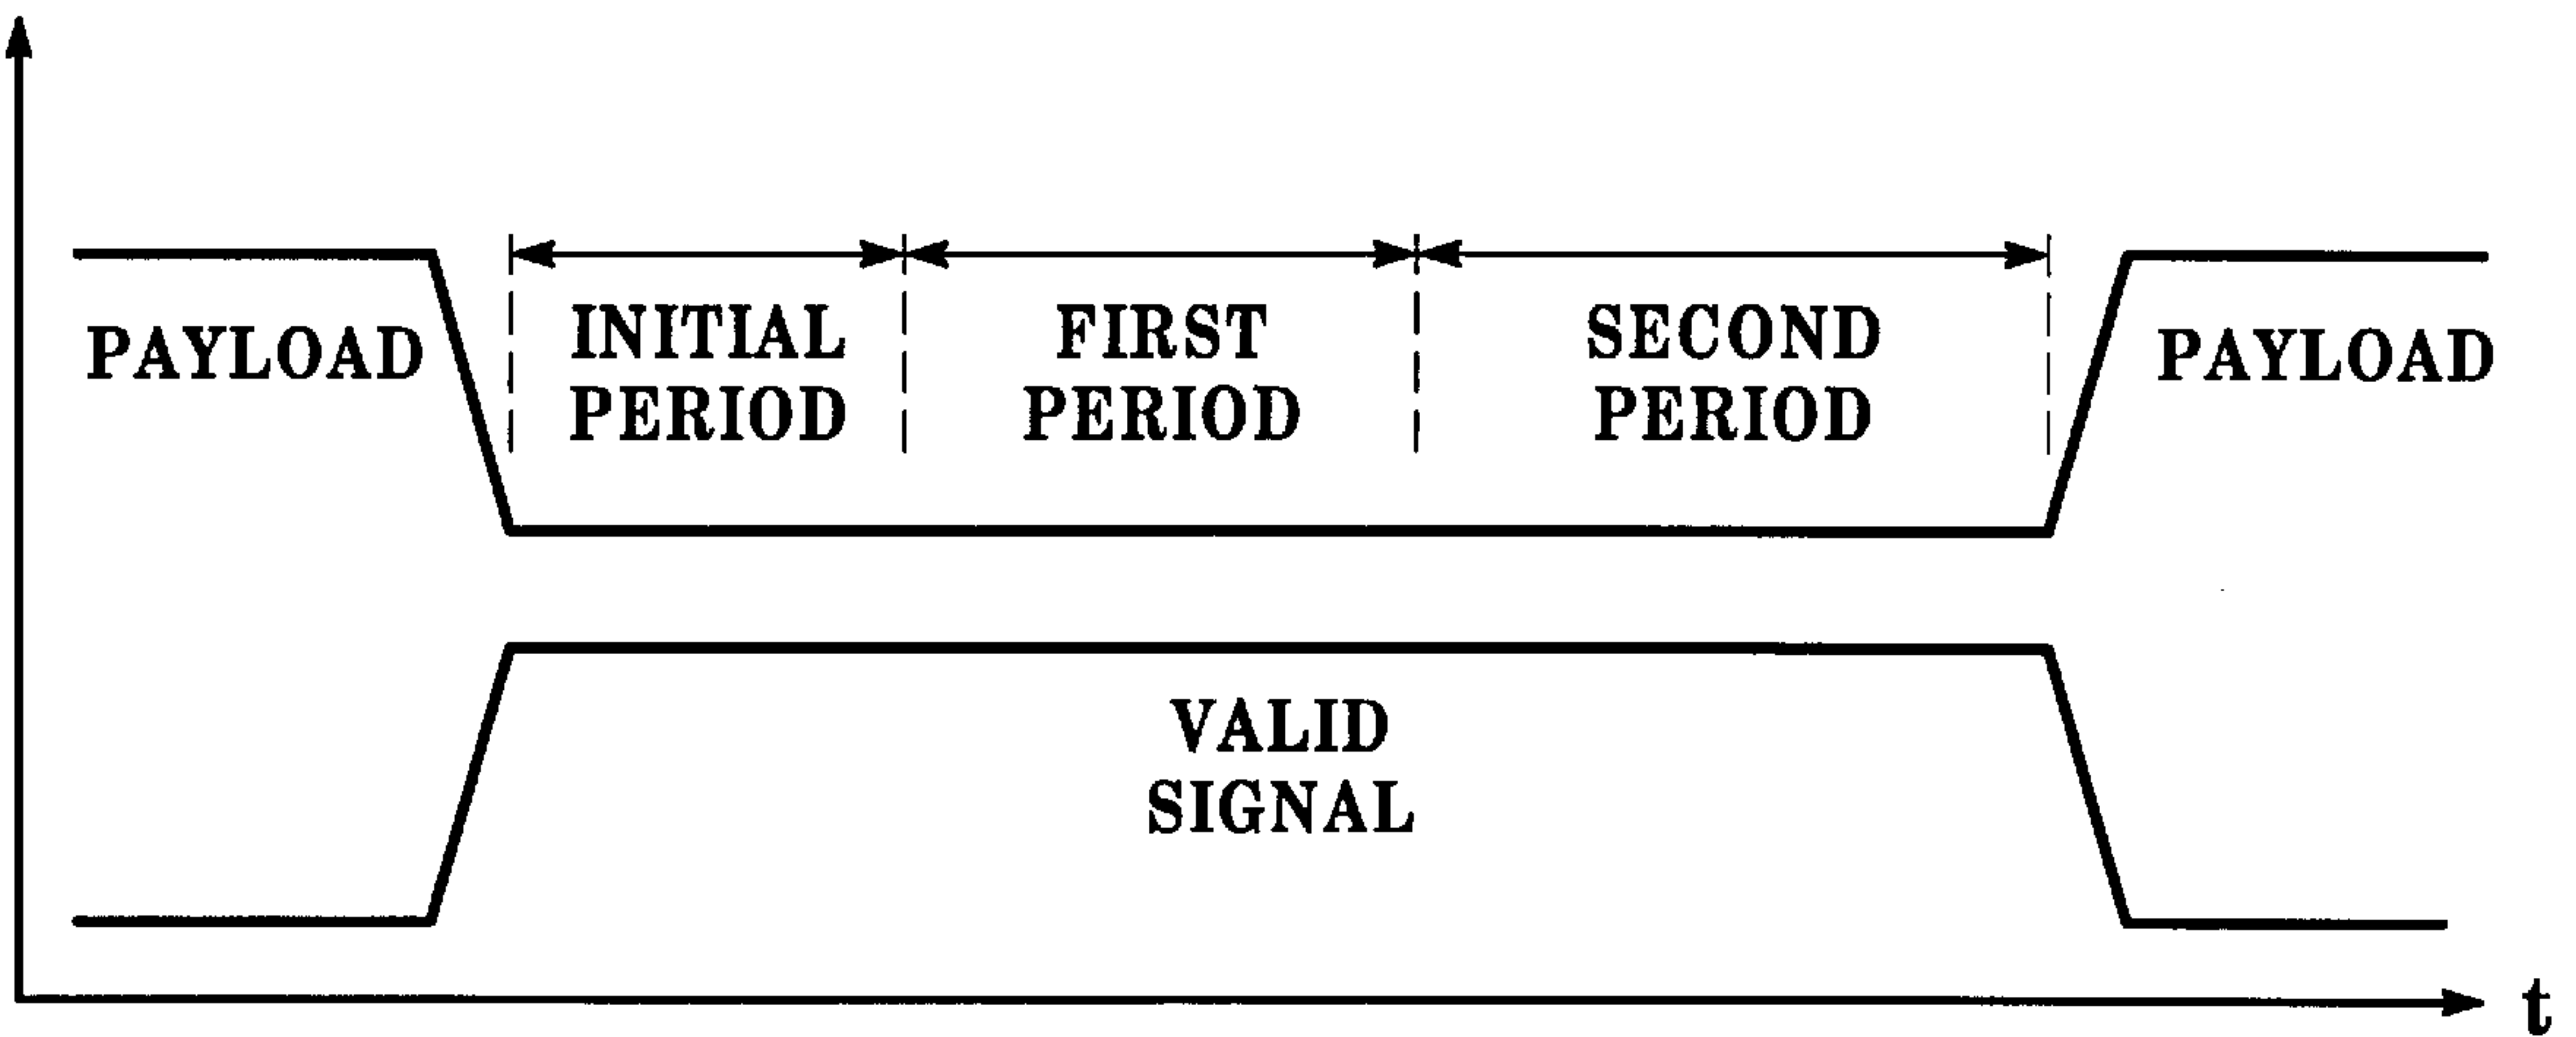 PAYLOAD
INITIAL
PERIOD
FIRST
PERIOD
SECOND
PERIOD
PAYLOAD
VALID
SIGNAL
t